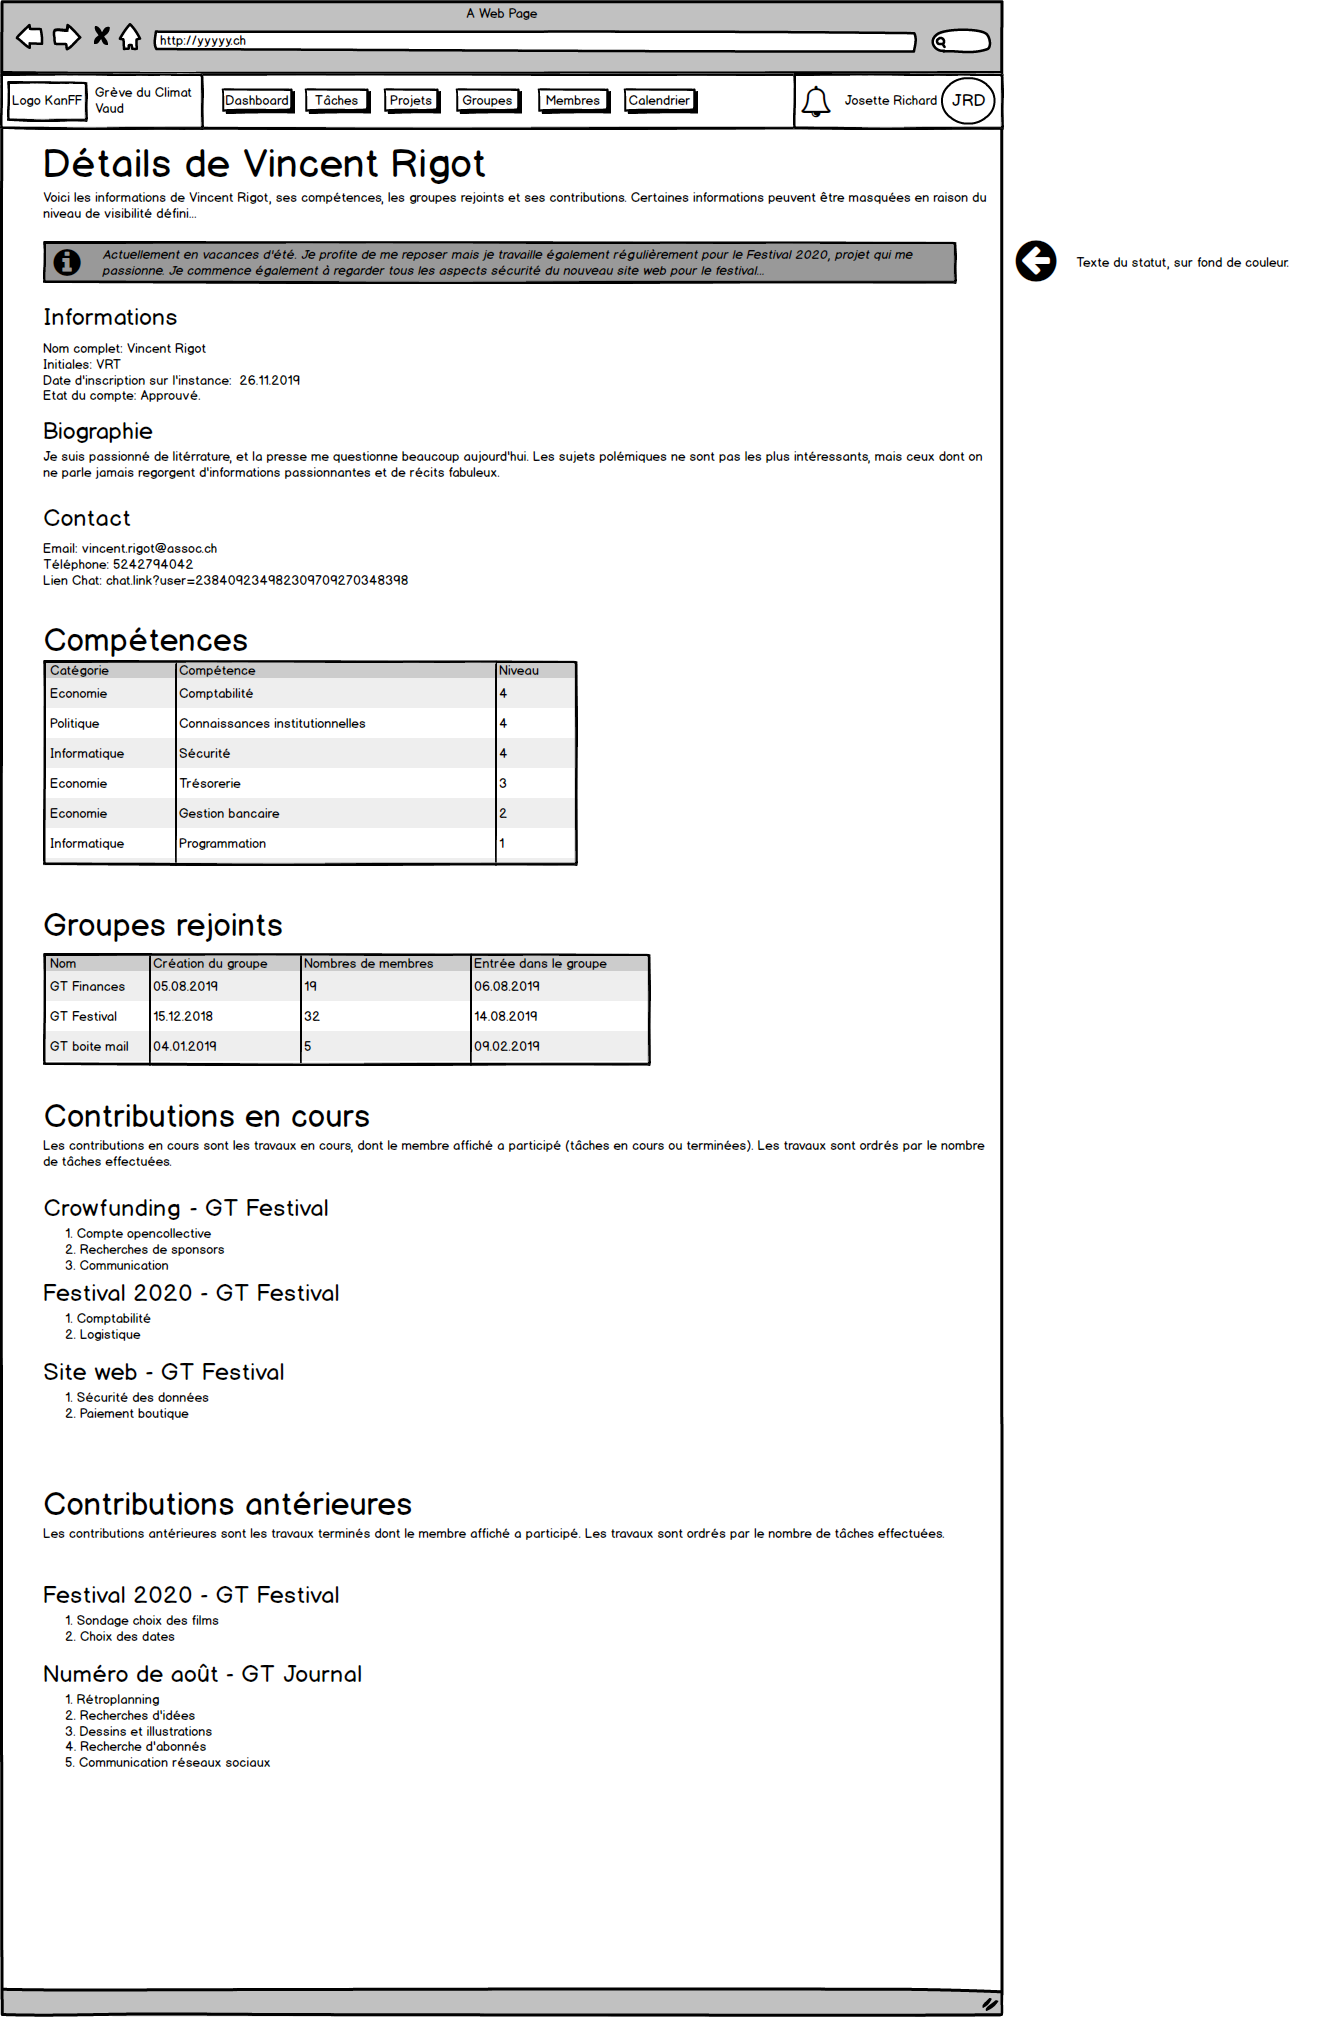 A Web Page
http://yyyyy.ch
Logo KanFF
Grève du Climat
Vaud
Dashboard
Tâches
Projets
Groupes
Membres
Calendrier
Josette Richard
JRD
Détails de Vincent Rigot
Voici les informations de Vincent Rigot, ses compétences, les groupes rejoints et ses contributions. Certaines informations peuvent être masquées en raison du
niveau de visibilité défini...
Actuellement en vacances d'été. Je profite de me reposer mais je travaille également régulièrement pour le Festival 2020, projet qui me
passionne. Je commence également à regarder tous les aspects sécurité du nouveau site web pour le festival...
Texte du statut, sur fond de couleur.
Informations
Nom complet: Vincent Rigot
Initiales: VRT
Date d'inscription sur l'instance:  26.11.2019
Etat du compte: Approuvé.
Biographie
Je suis passionné de litérrature, et la presse me questionne beaucoup aujourd'hui. Les sujets polémiques ne sont pas les plus intéressants, mais ceux dont on
ne parle jamais regorgent d'informations passionnantes et de récits fabuleux.
Contact
Email: vincent.rigot@assoc.ch
Téléphone: 5242794042
Lien Chat: chat.link?user=238409234982309709270348398
Compétences
Catégorie Compétence Niveau
Economie Comptabilité 4
Politique Connaissances institutionnelles 4
Informatique Sécurité 4
Economie Trésorerie 3
Economie Gestion bancaire 2
Informatique Programmation 1
Groupes rejoints
Nom Création du groupe Nombres de membres Entrée dans le groupe
GT Finances 05.08.2019 19 06.08.2019
GT Festival 15.12.2018 32 14.08.2019
GT boite mail 04.01.2019 5 09.02.2019
Contributions en cours
Les contributions en cours sont les travaux en cours, dont le membre affiché a participé (tâches en cours ou terminées). Les travaux sont ordrés par le nombre
de tâches effectuées.
Crowfunding - GT Festival
1. Compte opencollective
2. Recherches de sponsors
3. Communication
Festival 2020 - GT Festival
1. Comptabilité
2. Logistique
Site web - GT Festival
1. Sécurité des données
2. Paiement boutique
Contributions antérieures
Les contributions antérieures sont les travaux terminés dont le membre affiché a participé. Les travaux sont ordrés par le nombre de tâches effectuées.
Festival 2020 - GT Festival
1. Sondage choix des films
2. Choix des dates
Numéro de août - GT Journal
1. Rétroplanning
2. Recherches d'idées
3. Dessins et illustrations
4. Recherche d'abonnés
5. Communication réseaux sociaux